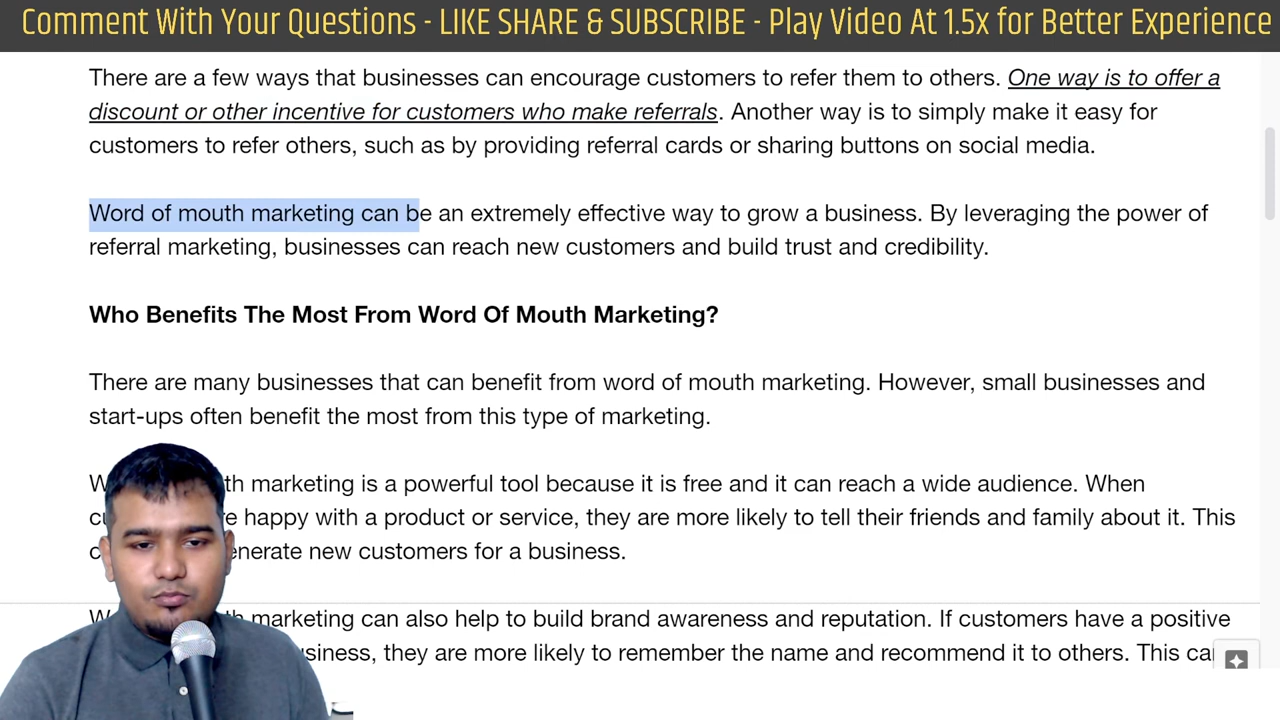 Comment With Your Questions - LIKE SHARE & SUBSCRIBE - Play Video At 1.5x for Better Experience
There are a few ways that businesses can encourage customers to refer them to others. One way is to offer a
discount or other incentive for customers who make referrals. Another way is to simply make it easy for
customers to refer others, such as by providing referral cards or sharing buttons on social media.
Word of mouth marketing can be an extremely effective way to grow a business. By leveraging the power of
referral marketing, businesses can reach new customers and build trust and credibility.
Who Benefits The Most From Word Of Mouth Marketing?
There are many businesses that can benefit from word of mouth marketing. However, small businesses and
start-ups often benefit the most from this type of marketing.
marketing is a powerful tool because it is free and it can reach a wide audience. When
happy with a product or service, they are more likely to tell their friends and family about it. This
new customers for a business.
marketing can also help to build brand awareness and reputation. If customers have a positive
they are more likely to remember the name and recommend it to others. This